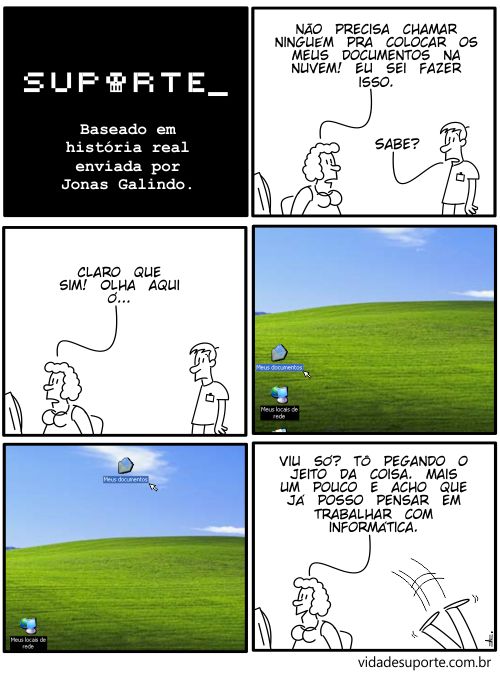 SUPORTE_
Baseado em
história real
enviada por
Jonas Galindo.
NÃO PRECISA CHAMAR
NINGUÉM PRA COLOCAR OS
MEUS DOCUMENTOS NA
NUVEM! EU SEI FAZER
ISSO.
SABE?
CLARO QUE
SIM! OLHA AQUI
Ó...
Meus documentos
Meus locais de
rede
Meus documentos
Meus locais de
rede
VIU SÓ? TÔ PEGANDO O
JEITO DA COISA. MAIS
UM POUCO E ACHO QUE
JÁ POSSO PENSAR EM
TRABALHAR COM
INFORMÁTICA.
vidadesuporte.com.br